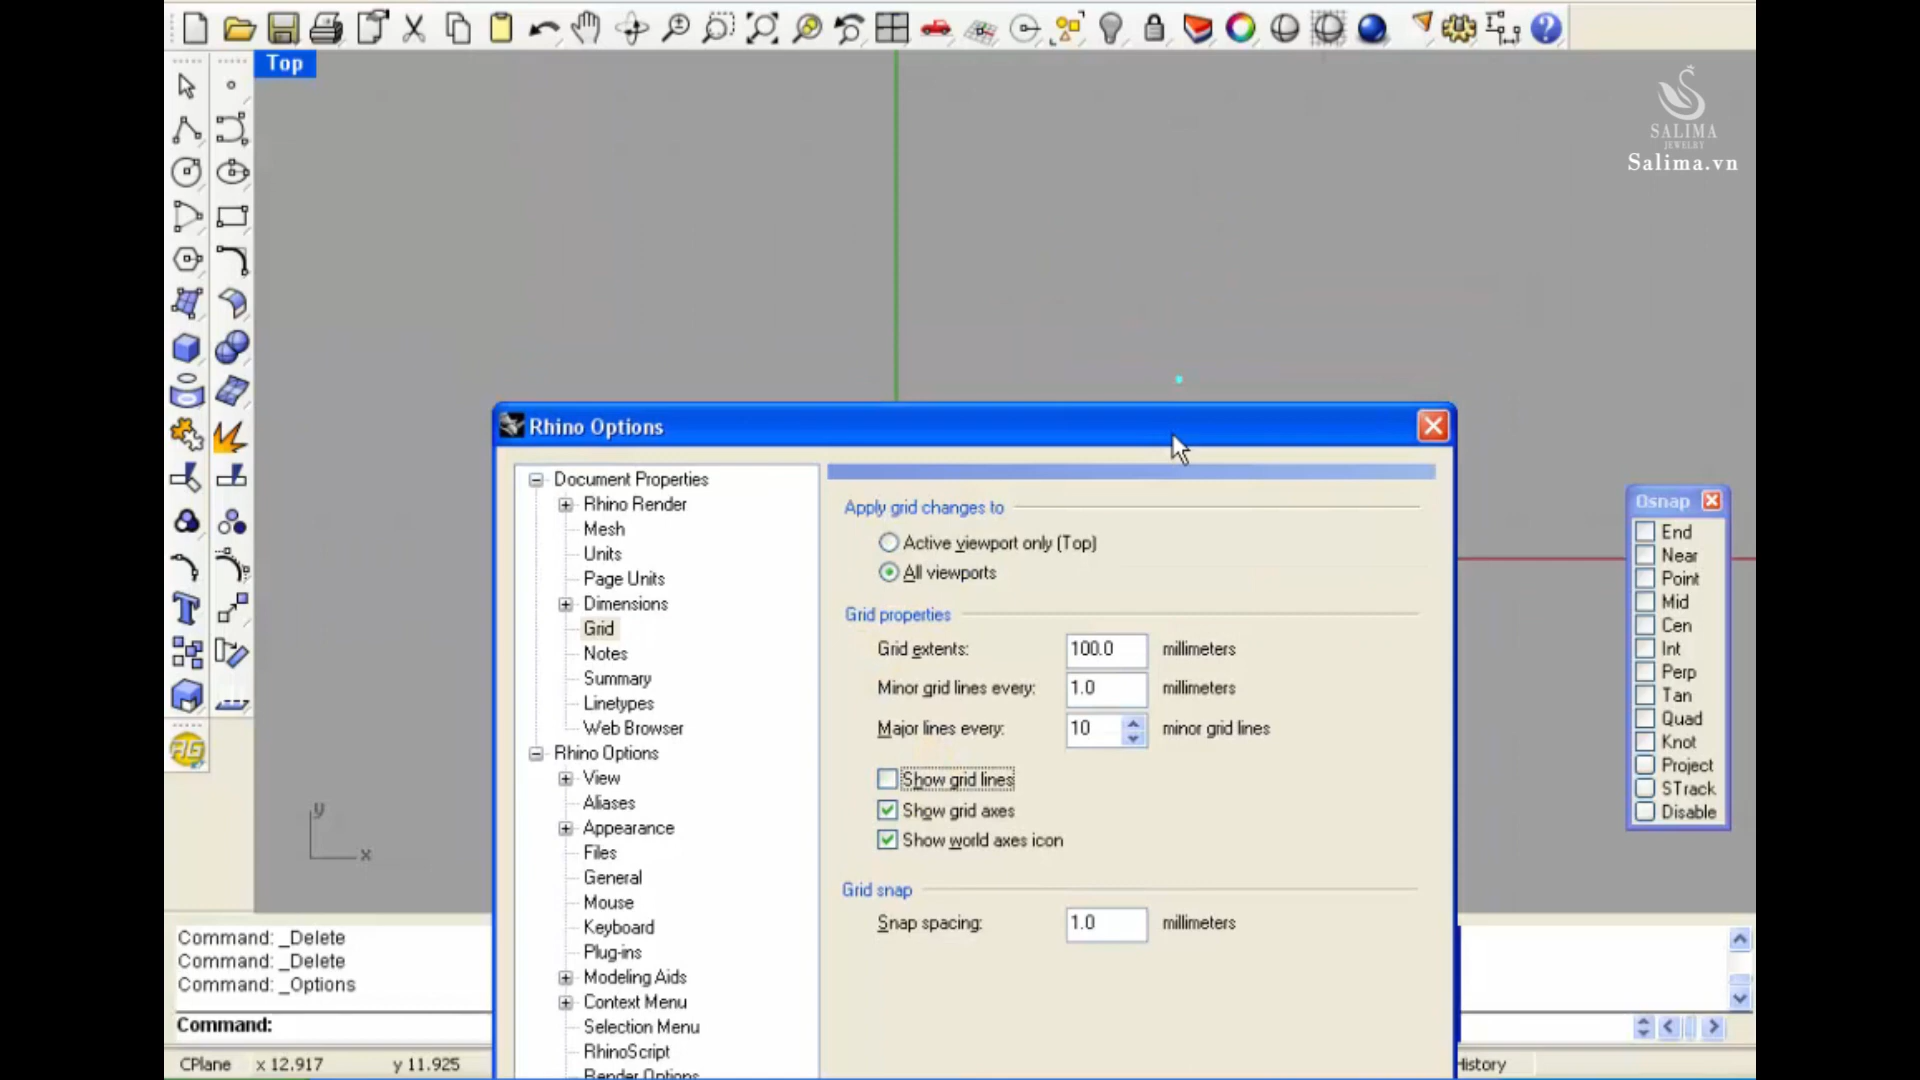 Top
SALIMA
JEWELRY
Salima.vn
Rhino Options
Document Properties
Rhino Render
Mesh
Units
Page Units
Dimensions
Grid
Notes
Summary
Linetypes
Web Browser
Rhino Options
View
Aliases
Appearance
Files
General
Mouse
Keyboard
Plug-ins
Modeling Aids
Context Menu
Selection Menu
RhinoScript
Render Options
Apply grid changes to
Active viewport only (Top)
All viewports
Grid properties
Grid extents: 100.0 millimeters
Minor grid lines every: 1.0 millimeters
Major lines every: 10 minor grid lines
Show grid lines
Show grid axes
Show world axes icon
Grid snap
Snap spacing: 1.0 millimeters
Osnap
End
Near
Point
Mid
Cen
Int
Perp
Tan
Quad
Knot
Project
STrack
Disable
y
x
Command: _Delete
Command: _Delete
Command: _Options
Command:
CPlane x 12.917 y 11.925 History